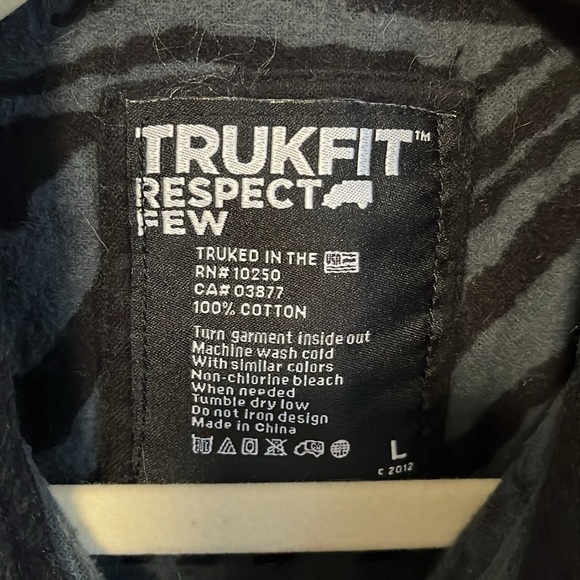 TRUKFIT™
RESPECT
FEW
TRUKED IN THE USA
RN# 10250
CA# 03877
100% COTTON
Turn garment inside out
Machine wash cold
With similar colors
Non-chlorine bleach
When needed
Tumble dry low
Do not iron design
Made in China
L
c 2012